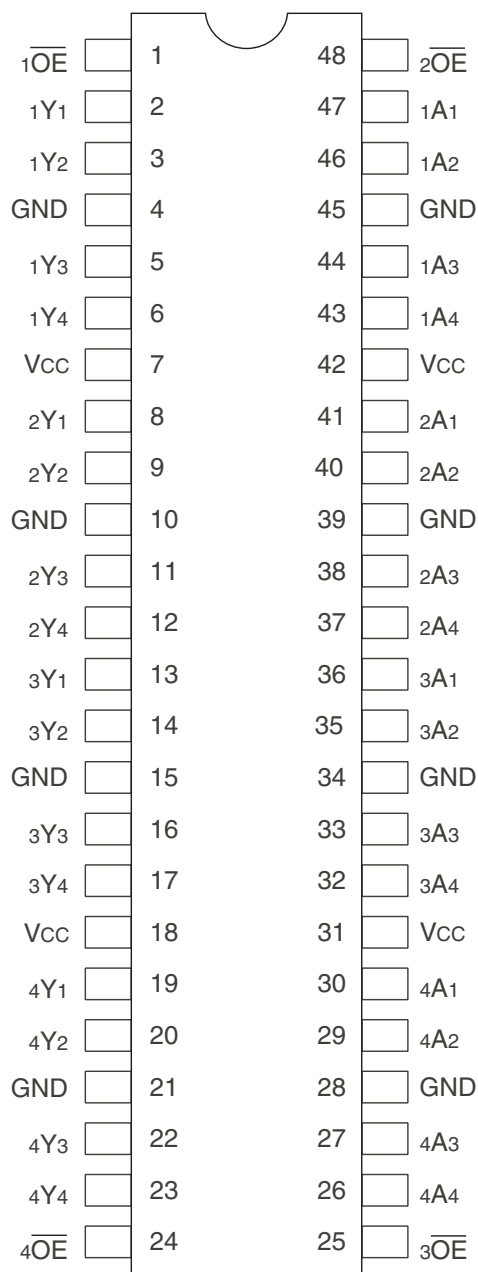 1OE 1 48 2OE
1Y1 2 47 1A1
1Y2 3 46 1A2
GND 4 45 GND
1Y3 5 44 1A3
1Y4 6 43 1A4
VCC 7 42 VCC
2Y1 8 41 2A1
2Y2 9 40 2A2
GND 10 39 GND
2Y3 11 38 2A3
2Y4 12 37 2A4
3Y1 13 36 3A1
3Y2 14 35 3A2
GND 15 34 GND
3Y3 16 33 3A3
3Y4 17 32 3A4
VCC 18 31 VCC
4Y1 19 30 4A1
4Y2 20 29 4A2
GND 21 28 GND
4Y3 22 27 4A3
4Y4 23 26 4A4
4OE 24 25 3OE